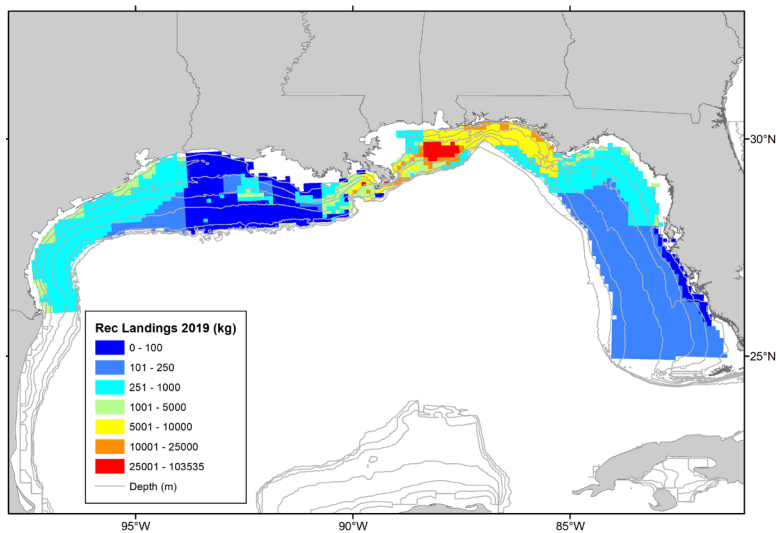 30°N
Rec Landings 2019 (kg)
0 - 100
101 - 250
251 - 1000
1001 - 5000
5001 - 10000
10001 - 25000
25001 - 103535
Depth (m)
25°N
95°W
90°W
85°W